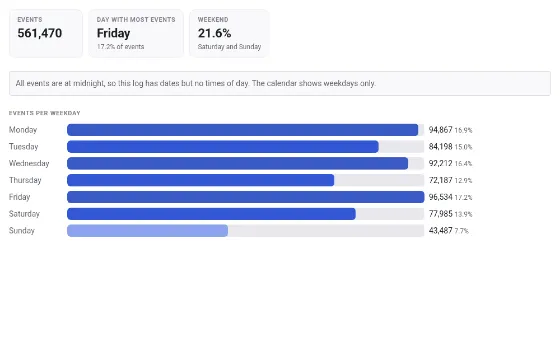 EVENTS
561,470
DAY WITH MOST EVENTS
Friday
17.2% of events
WEEKEND
21.6%
Saturday and Sunday
All events are at midnight, so this log has dates but no times of day. The calendar shows weekdays only.
EVENTS PER WEEKDAY
Monday 94,867 16.9%
Tuesday 84,198 15.0%
Wednesday 92,212 16.4%
Thursday 72,187 12.9%
Friday 96,534 17.2%
Saturday 77,985 13.9%
Sunday 43,487 7.7%